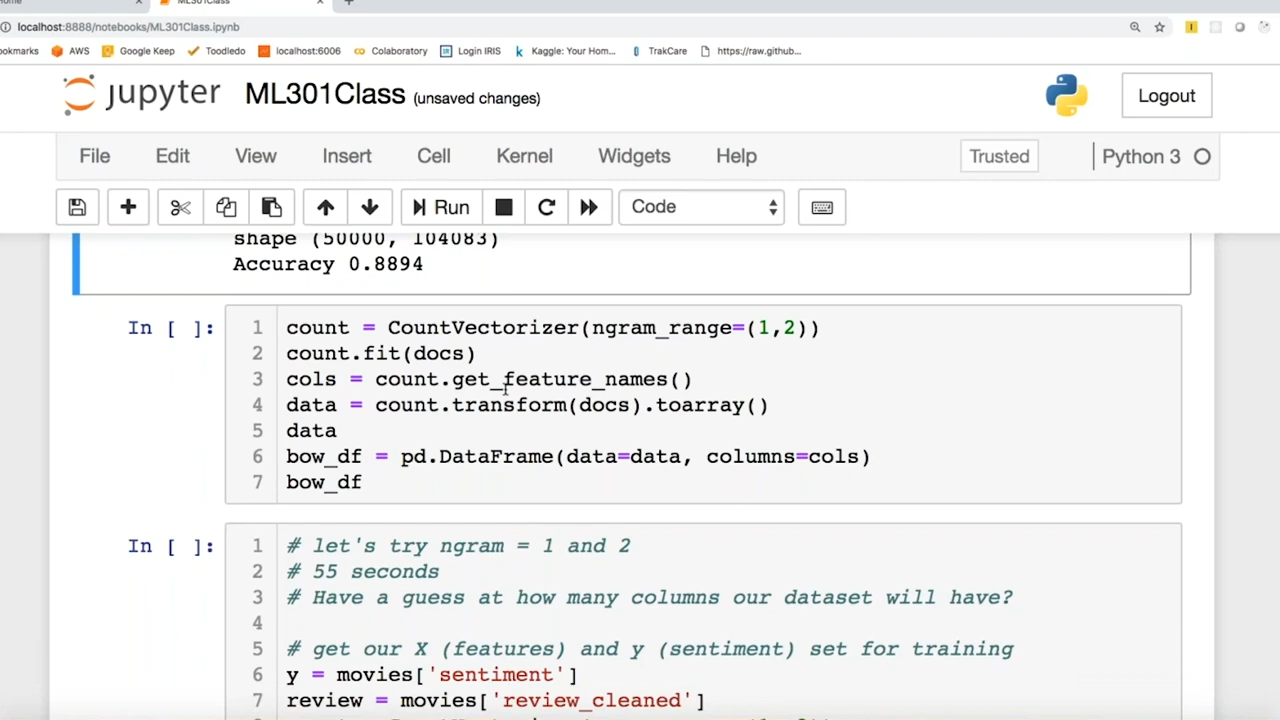 Home ML301Class
localhost:8888/notebooks/ML301Class.ipynb
ookmarks AWS Google Keep Toodledo localhost:6006 Colaboratory Login IRIS Kaggle: Your Hom... TrakCare https://raw.github...
jupyter ML301Class (unsaved changes) Logout
File Edit View Insert Cell Kernel Widgets Help Trusted Python 3
Run Code
shape (50000, 104083)
Accuracy 0.8894
In [ ]: 1 count = CountVectorizer(ngram_range=(1,2))
2 count.fit(docs)
3 cols = count.get_feature_names()
4 data = count.transform(docs).toarray()
5 data
6 bow_df = pd.DataFrame(data=data, columns=cols)
7 bow_df
In [ ]: 1 # let's try ngram = 1 and 2
2 # 55 seconds
3 # Have a guess at how many columns our dataset will have?
4
5 # get our X (features) and y (sentiment) set for training
6 y = movies['sentiment']
7 review = movies['review_cleaned']